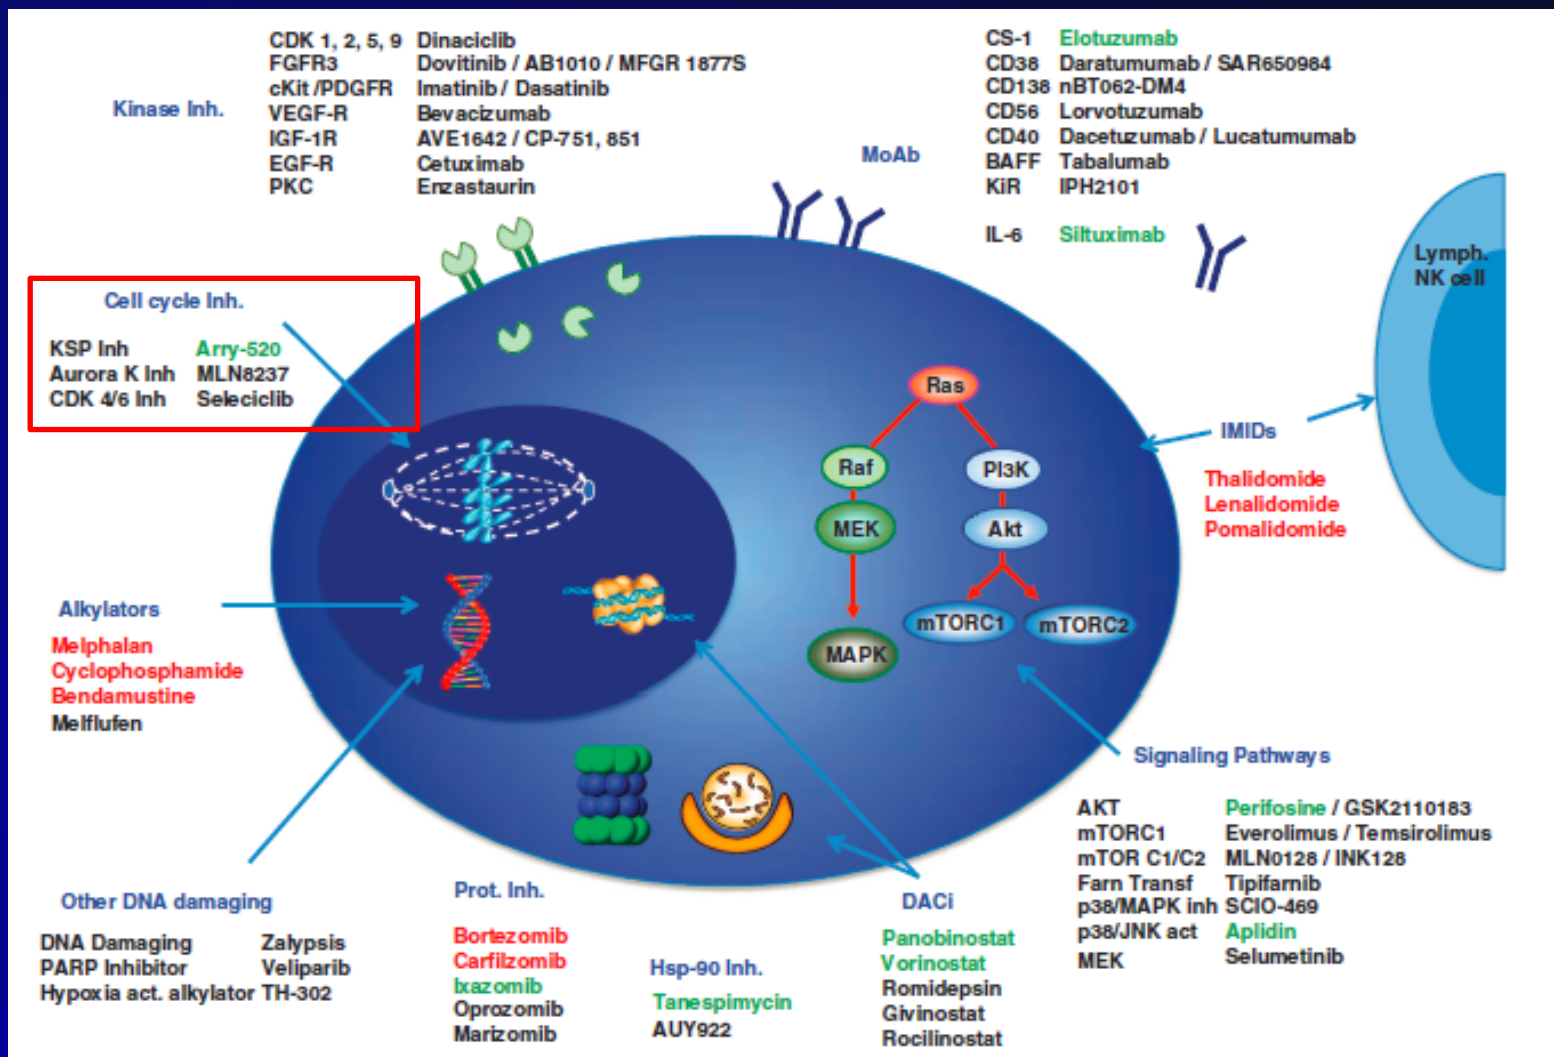 CDK 1, 2, 5, 9 Dinaciclib
FGFR3 Dovitinib / AB1010 / MFGR 1877S
cKit /PDGFR Imatinib / Dasatinib
Kinase Inh.
VEGF-R Bevacizumab
IGF-1R AVE1642 / CP-751, 851
EGF-R Cetuximab
PKC Enzastaurin
MoAb
CS-1 Elotuzumab
CD38 Daratumumab / SAR650984
CD138 nBT062-DM4
CD56 Lorvotuzumab
CD40 Dacetuzumab / Lucatumumab
BAFF Tabalumab
KiR IPH2101
IL-6 Siltuximab
Lymph.
NK cell
Cell cycle Inh.
KSP Inh Arry-520
Aurora K Inh MLN8237
CDK 4/6 Inh Seleciclib
Ras
Raf
PI3K
MEK
Akt
mTORC1
mTORC2
MAPK
IMIDs
Thalidomide
Lenalidomide
Pomalidomide
Alkylators
Melphalan
Cyclophosphamide
Bendamustine
Melflufen
Signaling Pathways
AKT Perifosine / GSK2110183
mTORC1 Everolimus / Temsirolimus
mTOR C1/C2 MLN0128 / INK128
Farn Transf Tipifarnib
p38/MAPK inh SCIO-469
p38/JNK act Aplidin
MEK Selumetinib
Other DNA damaging
DNA Damaging Zalypsis
PARP Inhibitor Veliparib
Hypoxia act. alkylator TH-302
Prot. Inh.
Bortezomib
Carfilzomib
Ixazomib
Oprozomib
Marizomib
Hsp-90 Inh.
Tanespimycin
AUY922
DACi
Panobinostat
Vorinostat
Romidepsin
Givinostat
Rocilinostat